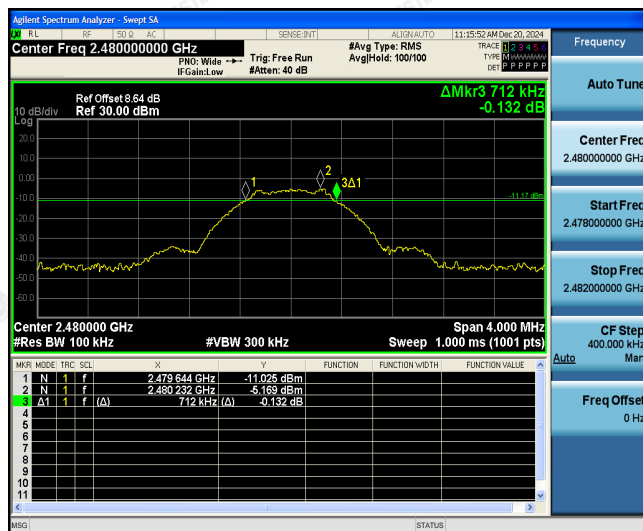 Agilent Spectrum Analyzer - Swept SA
LXI RL RF 50 Ω AC SENSE:INT ALIGN AUTO 11:15:52 AM Dec 20, 2024
Center Freq 2.480000000 GHz
PNO: Wide
IFGain:Low
Trig: Free Run
#Atten: 40 dB
#Avg Type: RMS
Avg|Hold: 100/100
TRACE 1 2 3 4 5 6
TYPE M
DET P P P P P P
Frequency
Auto Tune
Center Freq
2.480000000 GHz
Start Freq
2.478000000 GHz
Stop Freq
2.482000000 GHz
CF Step
400.000 kHz
Auto Man
Freq Offset
0 Hz
ΔMkr3 712 kHz
-0.132 dB
Ref Offset 8.64 dB
Ref 30.00 dBm
10 dB/div
Log
20.0
10.0
0.00
-10.0
-20.0
-30.0
-40.0
-50.0
-60.0
1
2
3Δ1
-11.17 dBm
Center 2.480000 GHz Span 4.000 MHz
#Res BW 100 kHz #VBW 300 kHz Sweep 1.000 ms (1001 pts)
MKR MODE TRC SCL X Y FUNCTION FUNCTION WIDTH FUNCTION VALUE
1 N 1 f 2.479 644 GHz -11.025 dBm
2 N 1 f 2.480 232 GHz -5.169 dBm
3 Δ1 1 f (Δ) 712 kHz (Δ) -0.132 dB
4
5
6
7
8
9
10
11
MSG STATUS